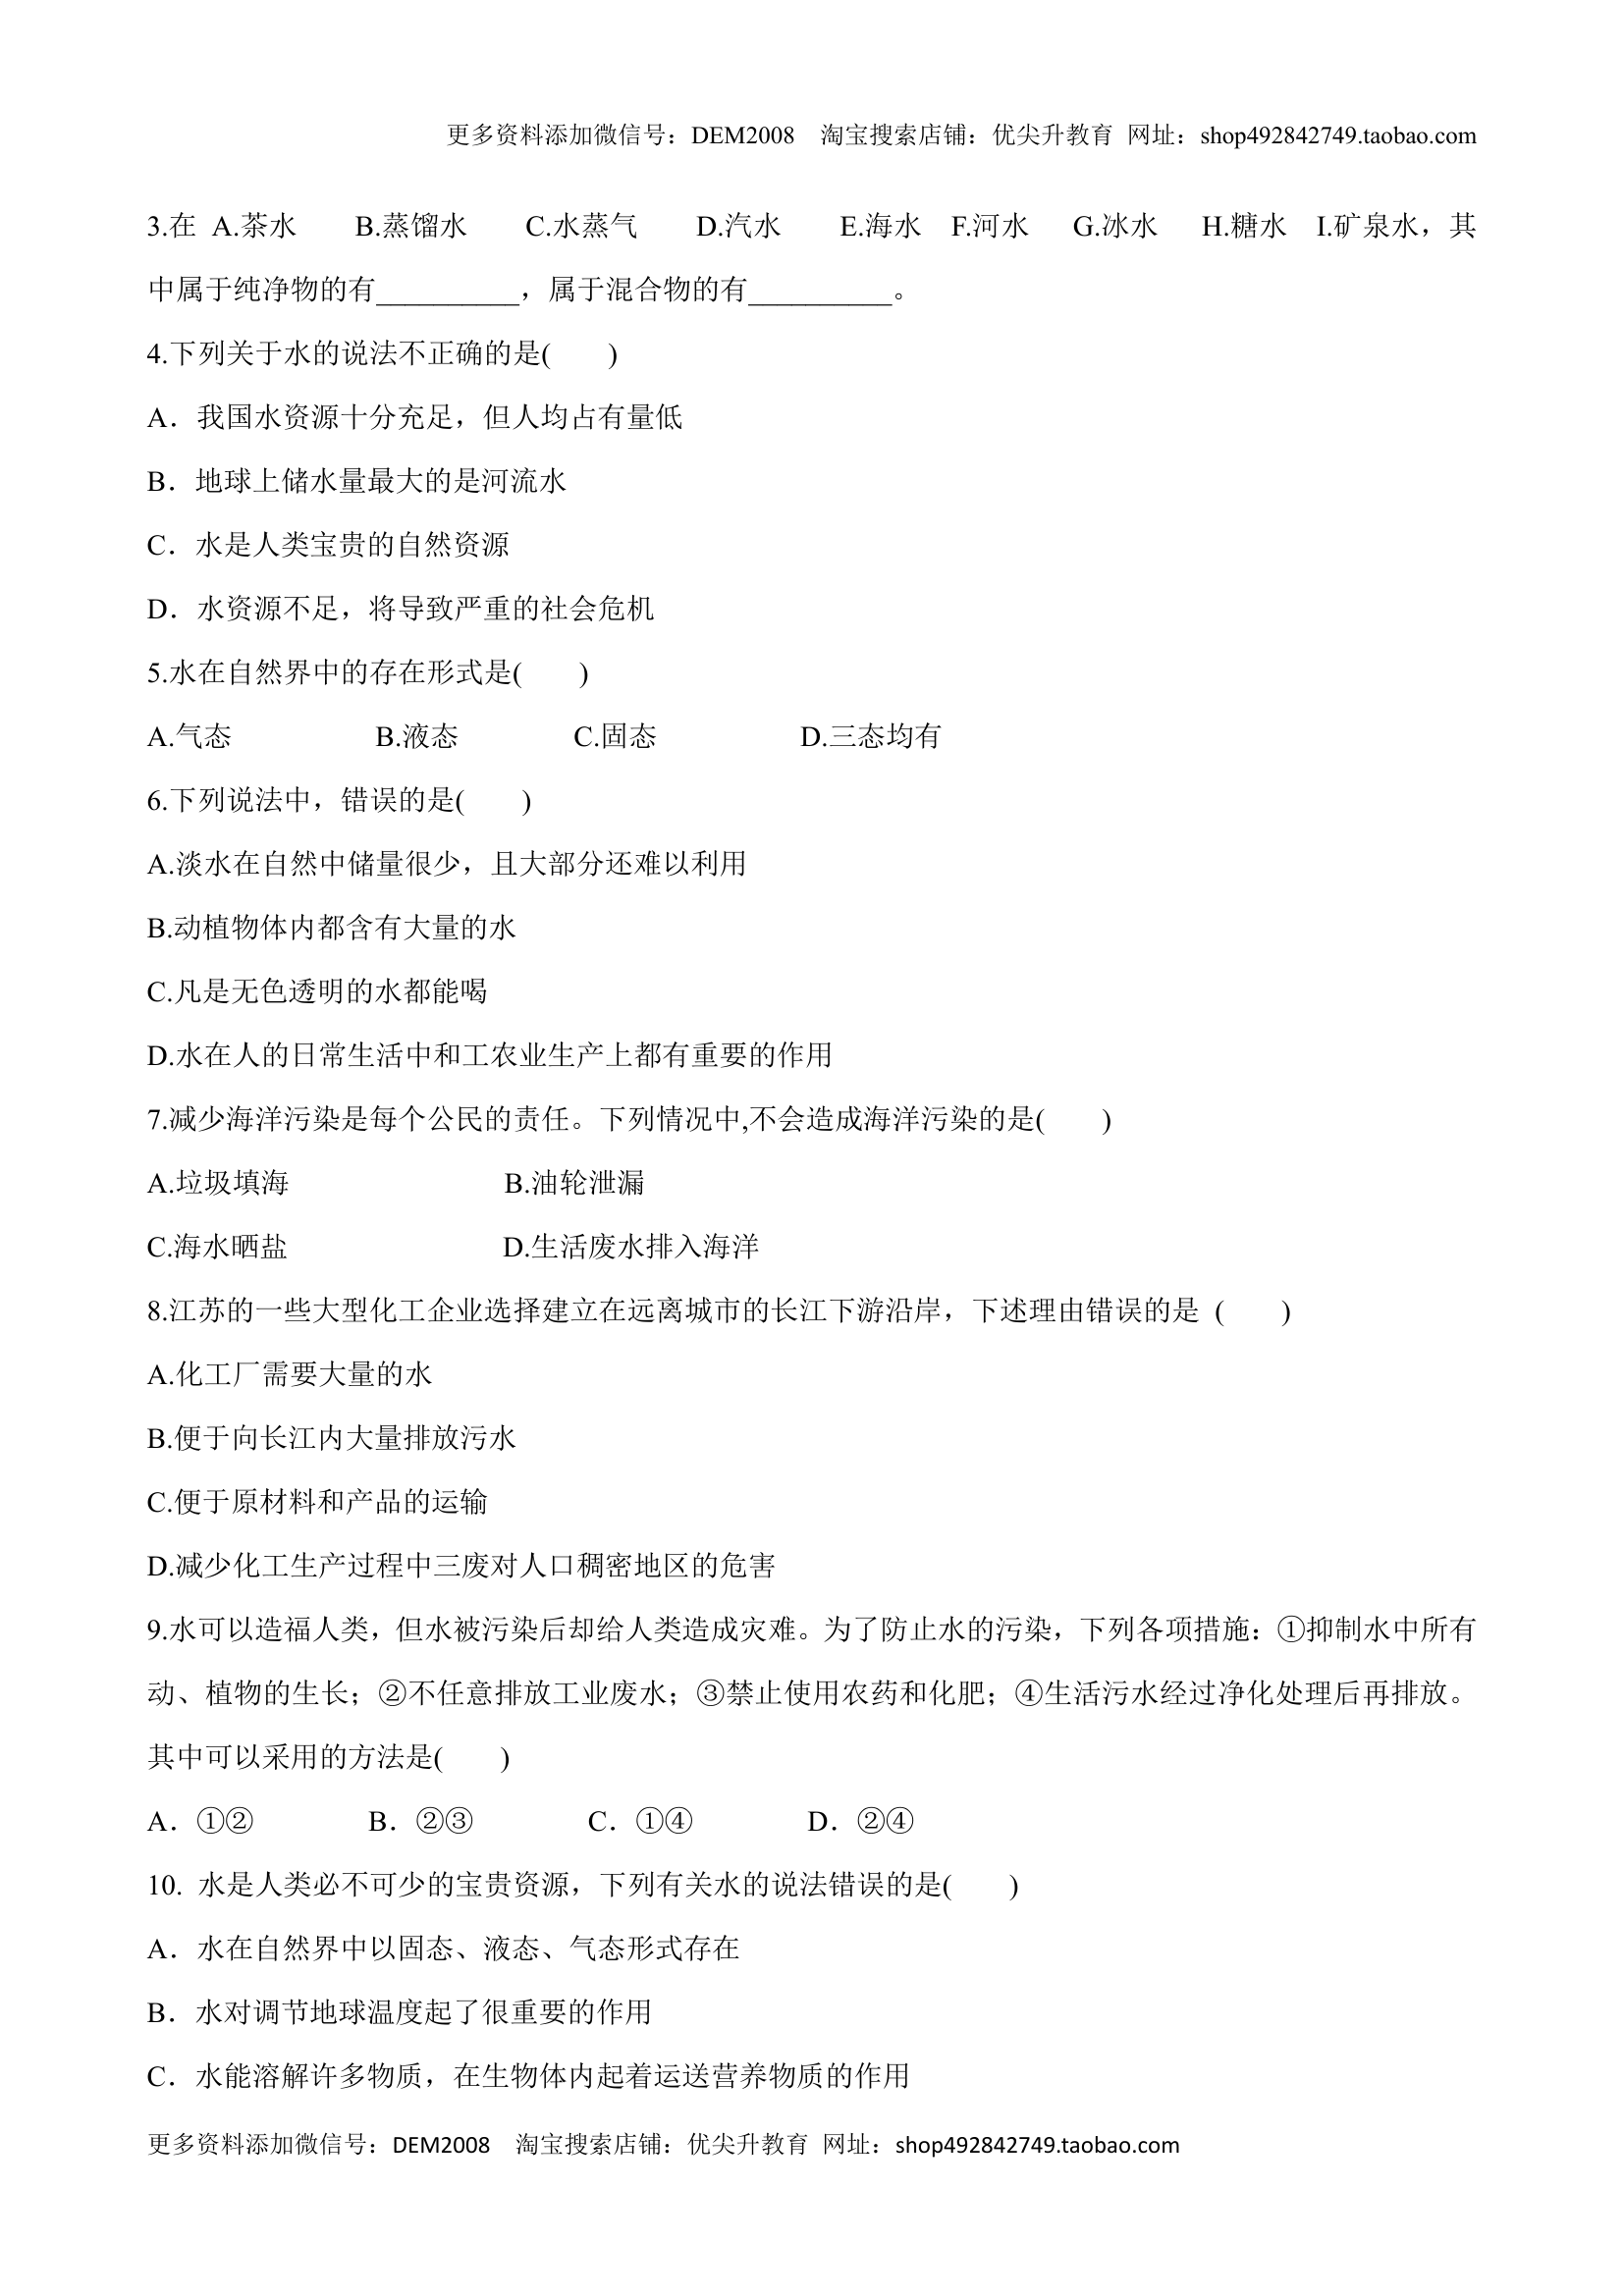 更多资料添加微信号：DEM2008 淘宝搜索店铺：优尖升教育 网址：shop492842749.taobao.com
3.在 A.茶水 B.蒸馏水 C.水蒸气 D.汽水 E.海水 F.河水 G.冰水 H.糖水 I.矿泉水，其
中属于纯净物的有__________，属于混合物的有__________。
4.下列关于水的说法不正确的是( )
A．我国水资源十分充足，但人均占有量低
B．地球上储水量最大的是河流水
C．水是人类宝贵的自然资源
D．水资源不足，将导致严重的社会危机
5.水在自然界中的存在形式是( )
A.气态 B.液态 C.固态 D.三态均有
6.下列说法中，错误的是( )
A.淡水在自然中储量很少，且大部分还难以利用
B.动植物体内都含有大量的水
C.凡是无色透明的水都能喝
D.水在人的日常生活中和工农业生产上都有重要的作用
7.减少海洋污染是每个公民的责任。下列情况中,不会造成海洋污染的是( )
A.垃圾填海 B.油轮泄漏
C.海水晒盐 D.生活废水排入海洋
8.江苏的一些大型化工企业选择建立在远离城市的长江下游沿岸，下述理由错误的是 ( )
A.化工厂需要大量的水
B.便于向长江内大量排放污水
C.便于原材料和产品的运输
D.减少化工生产过程中三废对人口稠密地区的危害
9.水可以造福人类，但水被污染后却给人类造成灾难。为了防止水的污染，下列各项措施：①抑制水中所有
动、植物的生长；②不任意排放工业废水；③禁止使用农药和化肥；④生活污水经过净化处理后再排放。
其中可以采用的方法是( )
A．①② B．②③ C．①④ D．②④
10. 水是人类必不可少的宝贵资源，下列有关水的说法错误的是( )
A．水在自然界中以固态、液态、气态形式存在
B．水对调节地球温度起了很重要的作用
C．水能溶解许多物质，在生物体内起着运送营养物质的作用
更多资料添加微信号：DEM2008 淘宝搜索店铺：优尖升教育 网址：shop492842749.taobao.com